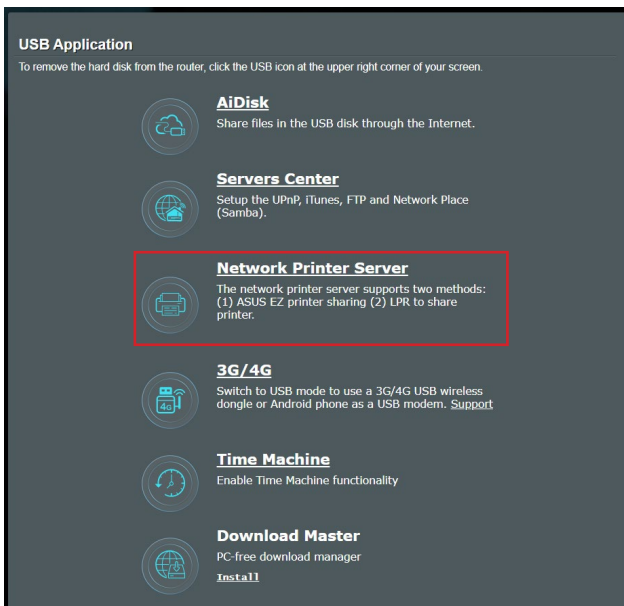 USB Application
To remove the hard disk from the router, click the USB icon at the upper right corner of your screen.
AiDisk
Share files in the USB disk through the Internet.
Servers Center
Setup the UPnP, iTunes, FTP and Network Place
(Samba).
Network Printer Server
The network printer server supports two methods:
(1) ASUS EZ printer sharing (2) LPR to share
printer.
3G/4G
4G
Switch to USB mode to use a 3G/4G USB wireless
dongle or Android phone as a USB modem. Support
Time Machine
Enable Time Machine functionality
Download Master
PC-free download manager
Install